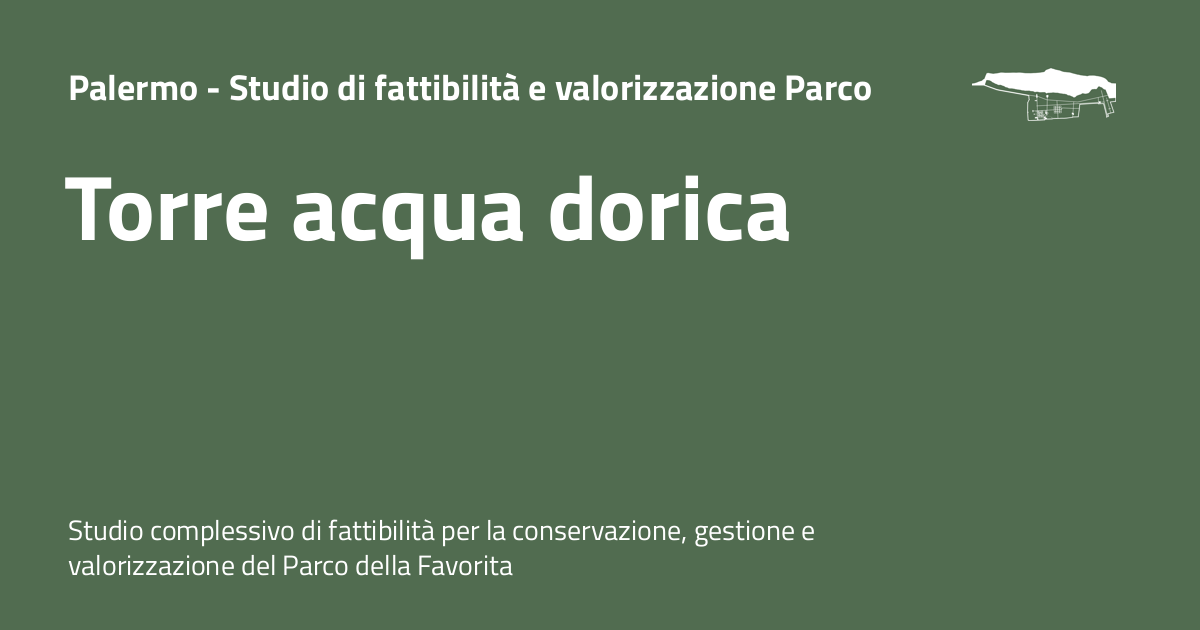 Palermo - Studio di fattibilità e valorizzazione Parco
Torre acqua dorica
Studio complessivo di fattibilità per la conservazione, gestione e
valorizzazione del Parco della Favorita